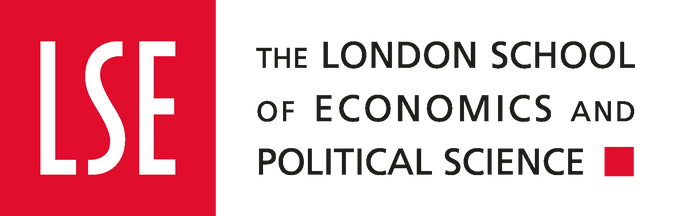 LSE
THE LONDON SCHOOL
OF ECONOMICS AND
POLITICAL SCIENCE